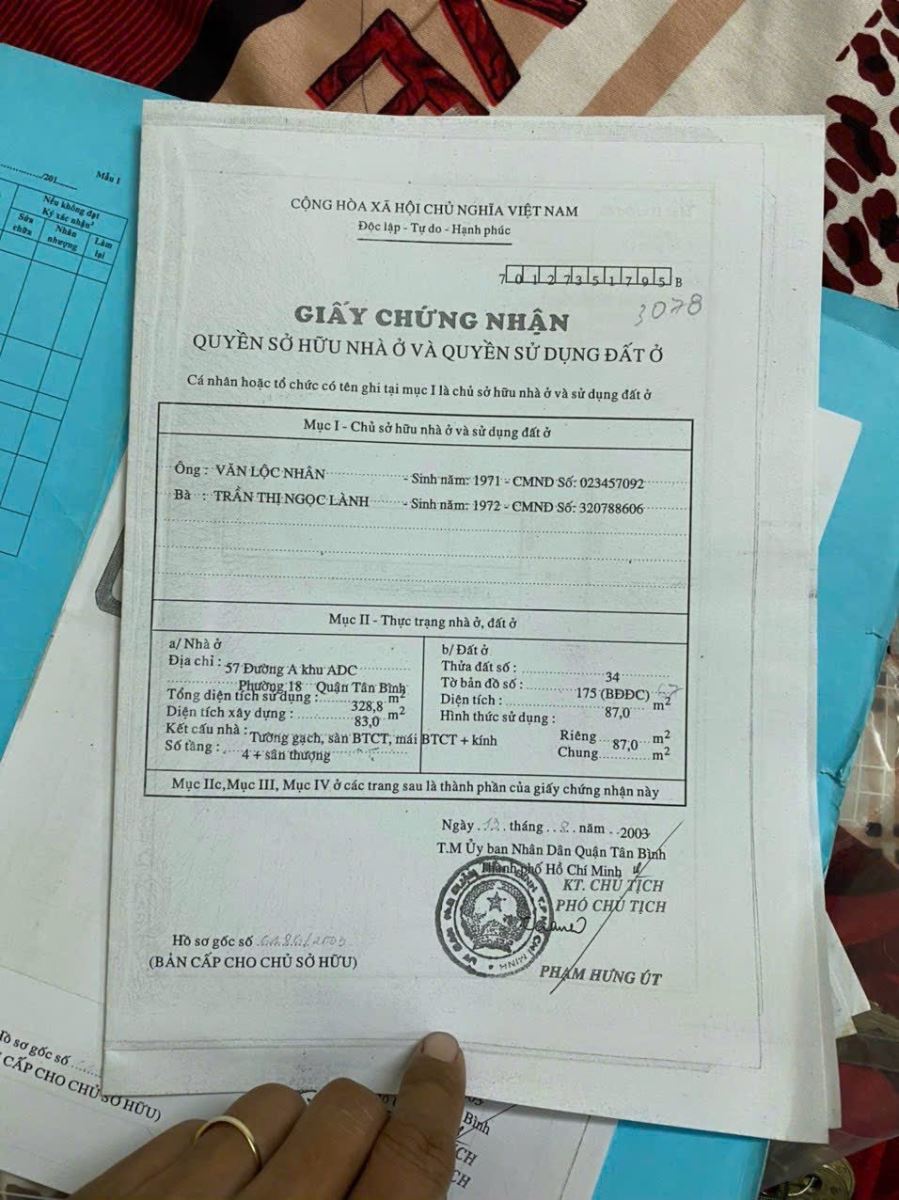 CỘNG HÒA XÃ HỘI CHỦ NGHĨA VIỆT NAM
Độc lập - Tự do - Hạnh phúc
7 0 1 2 7 3 5 1 7 9 5 B
3078
GIẤY CHỨNG NHẬN
QUYỀN SỞ HỮU NHÀ Ở VÀ QUYỀN SỬ DỤNG ĐẤT Ở
Cá nhân hoặc tổ chức có tên ghi tại mục I là chủ sở hữu nhà ở và sử dụng đất ở
Mục I - Chủ sở hữu nhà ở và sử dụng đất ở
Ông : VĂN LỘC NHÂN - Sinh năm: 1971 - CMND Số: 023457092
Bà : TRẦN THỊ NGỌC LÀNH - Sinh năm: 1972 - CMND Số: 320788606
Mục II - Thực trạng nhà ở, đất ở
a/ Nhà ở
Địa chỉ : 57 Đường A khu ADC
Phường 18 Quận Tân Bình
Tổng diện tích sử dụng : 328,8 m²
Diện tích xây dựng : 83,0 m²
Kết cấu nhà : Tường gạch, sàn BTCT, mái BTCT + kính
Số tầng : 4 + sân thượng
b/ Đất ở
Thửa đất số : 34
Tờ bản đồ số : 175 (BĐĐC)
Diện tích : 87,0 m²
Hình thức sử dụng :
Riêng 87,0 m²
Chung m²
Mục IIc,Mục III, Mục IV ở các trang sau là thành phần của giấy chứng nhận này
Ngày tháng 8 năm 2003
T.M Ủy ban Nhân Dân Quận Tân Bình
Thành phố Hồ Chí Minh
KT. CHỦ TỊCH
PHÓ CHỦ TỊCH
PHẠM HƯNG ÚT
Hồ sơ gốc số /2003
(BẢN CẤP CHO CHỦ SỞ HỮU)
/201
Mẫu 1
Nếu không đạt
Ký xác nhận
Sửa chữa
Nhân nhượng
Làm lại
Hồ sơ gốc số
CẤP CHO CHỦ SỞ HỮU)
Bình